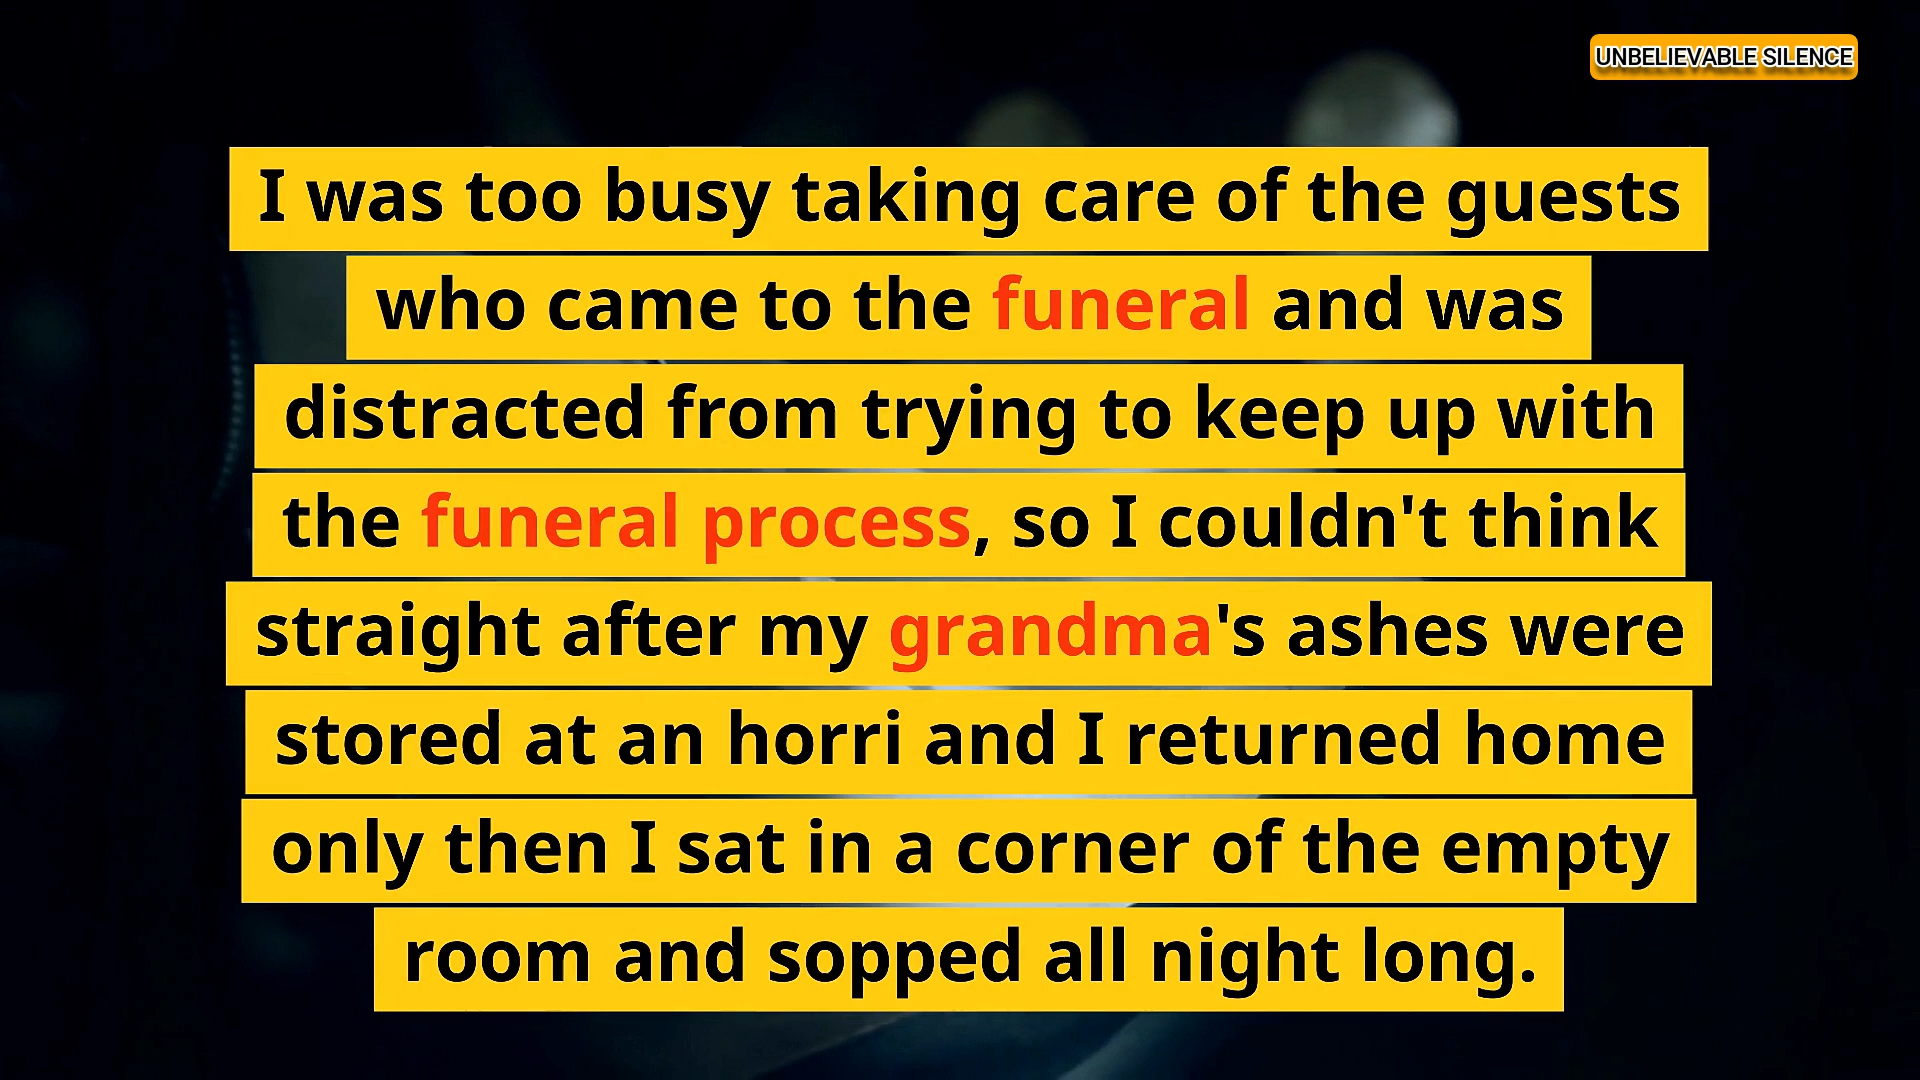 UNBELIEVABLE SILENCE
I was too busy taking care of the guests
who came to the funeral and was
distracted from trying to keep up with
the funeral process, so I couldn't think
straight after my grandma's ashes were
stored at an horri and I returned home
only then I sat in a corner of the empty
room and sopped all night long.